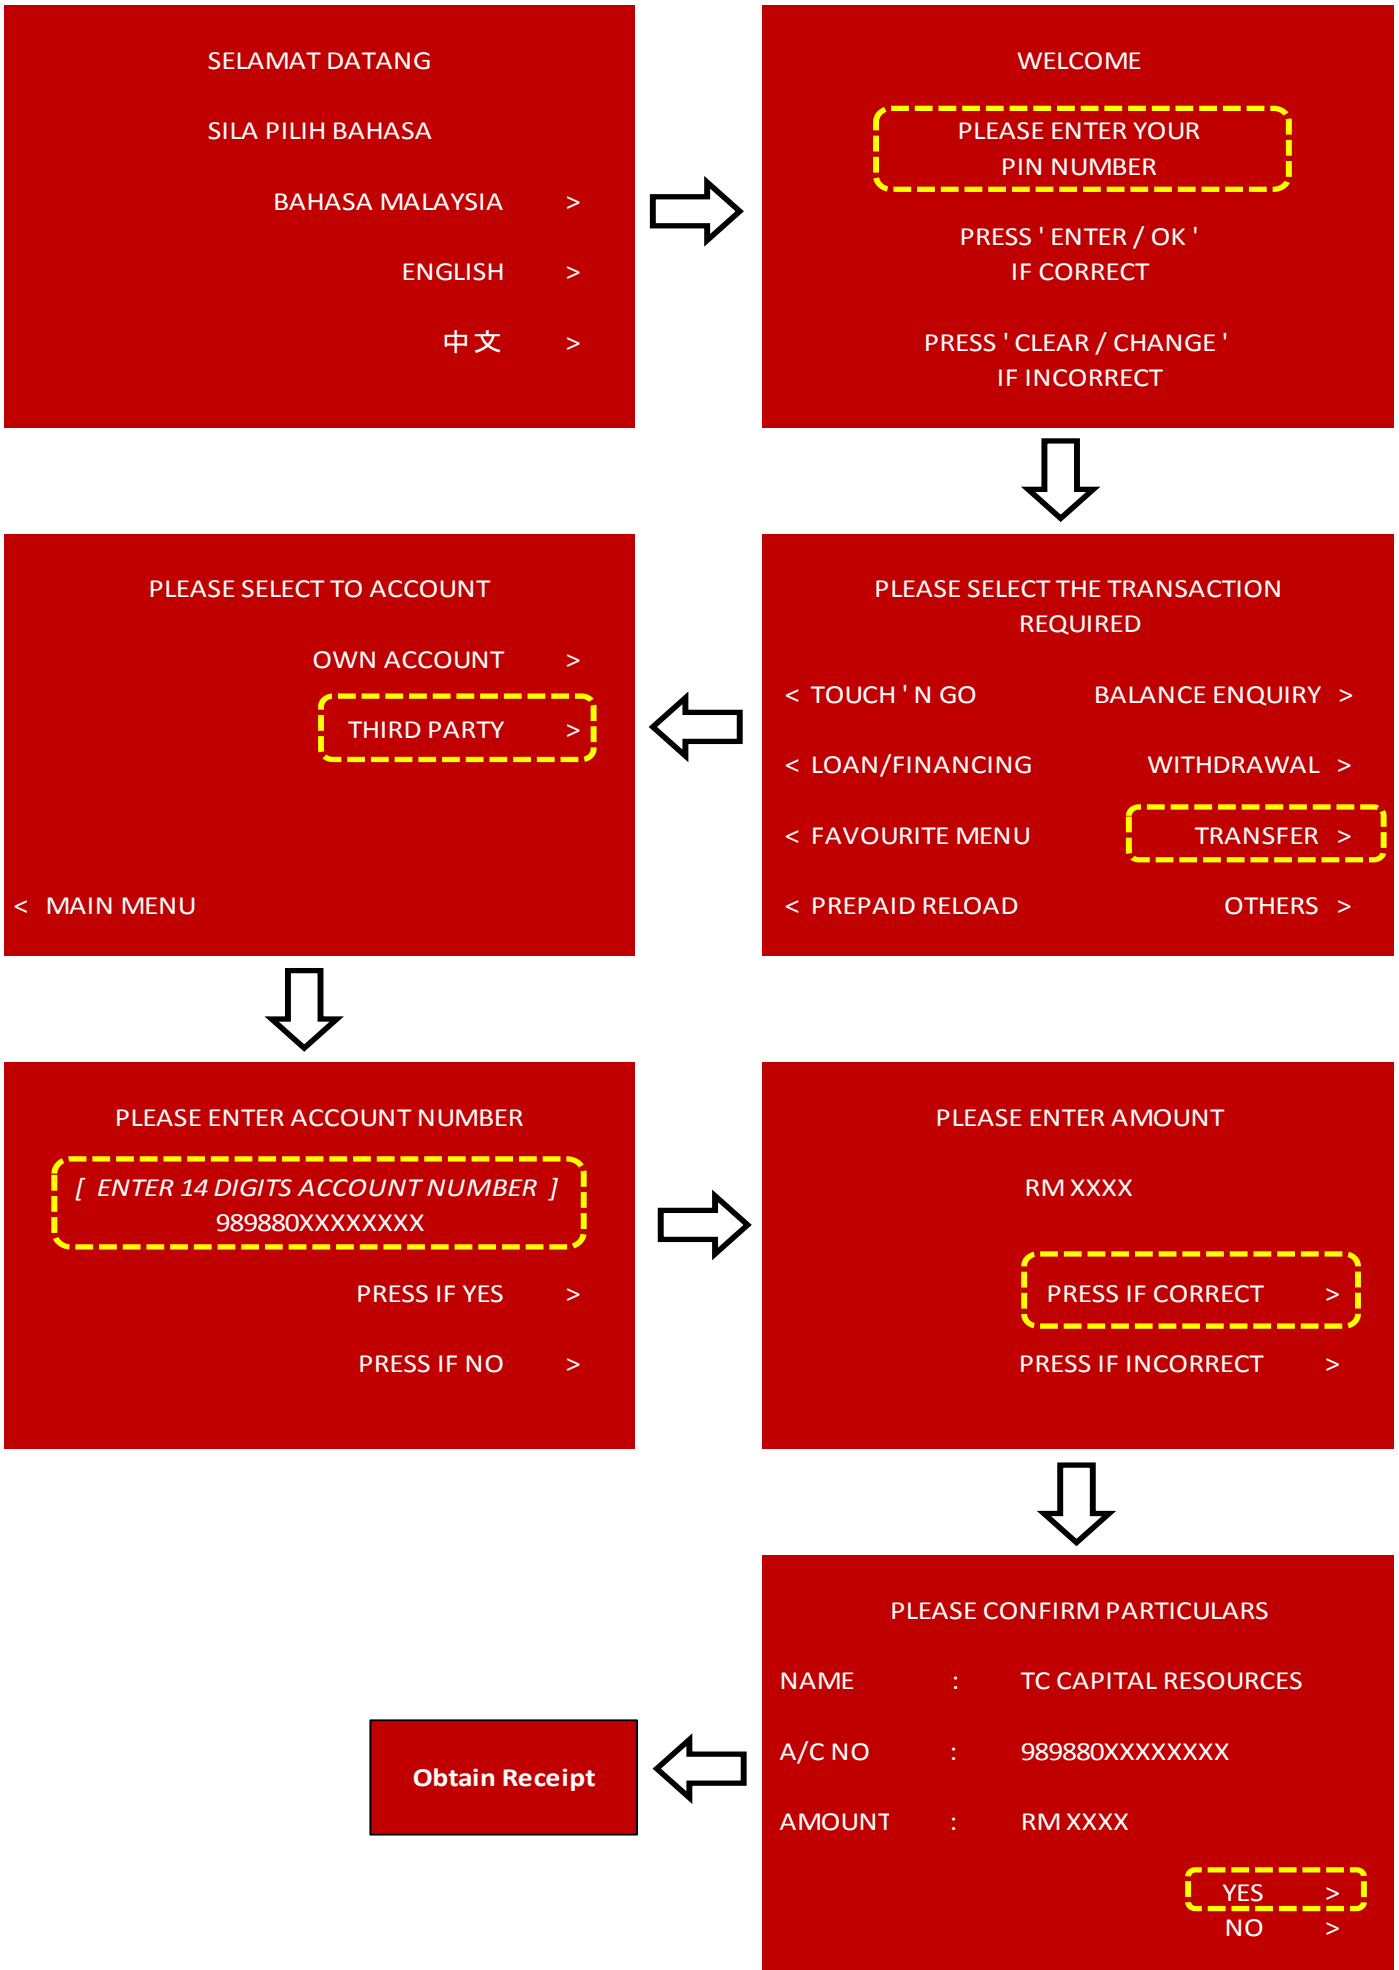 SELAMAT DATANG
SILA PILIH BAHASA
BAHASA MALAYSIA >
ENGLISH >
中文 >
WELCOME
PLEASE ENTER YOUR
PIN NUMBER
PRESS ' ENTER / OK '
IF CORRECT
PRESS ' CLEAR / CHANGE '
IF INCORRECT
PLEASE SELECT THE TRANSACTION
REQUIRED
< TOUCH ' N GO BALANCE ENQUIRY >
< LOAN/FINANCING WITHDRAWAL >
< FAVOURITE MENU TRANSFER >
< PREPAID RELOAD OTHERS >
PLEASE SELECT TO ACCOUNT
OWN ACCOUNT >
THIRD PARTY >
< MAIN MENU
PLEASE ENTER ACCOUNT NUMBER
[ ENTER 14 DIGITS ACCOUNT NUMBER ]
989880XXXXXXXX
PRESS IF YES >
PRESS IF NO >
PLEASE ENTER AMOUNT
RM XXXX
PRESS IF CORRECT >
PRESS IF INCORRECT >
PLEASE CONFIRM PARTICULARS
NAME : TC CAPITAL RESOURCES
A/C NO : 989880XXXXXXXX
AMOUNT : RM XXXX
YES >
NO >
Obtain Receipt